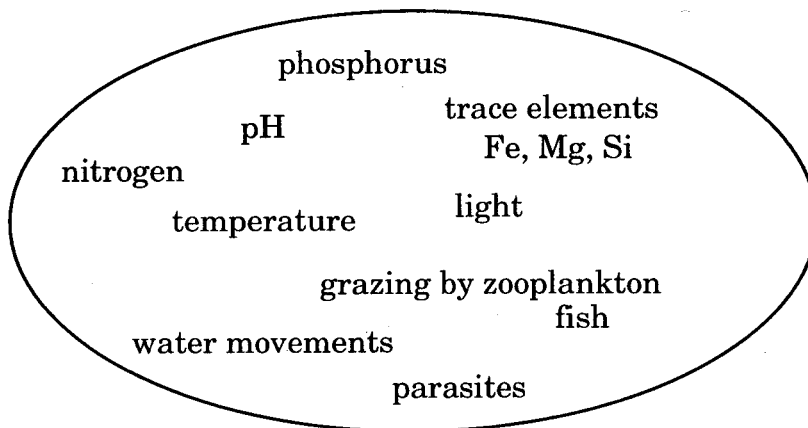 phosphorus
trace elements
pH
Fe, Mg, Si
nitrogen
light
temperature
grazing by zooplankton
fish
water movements
parasites